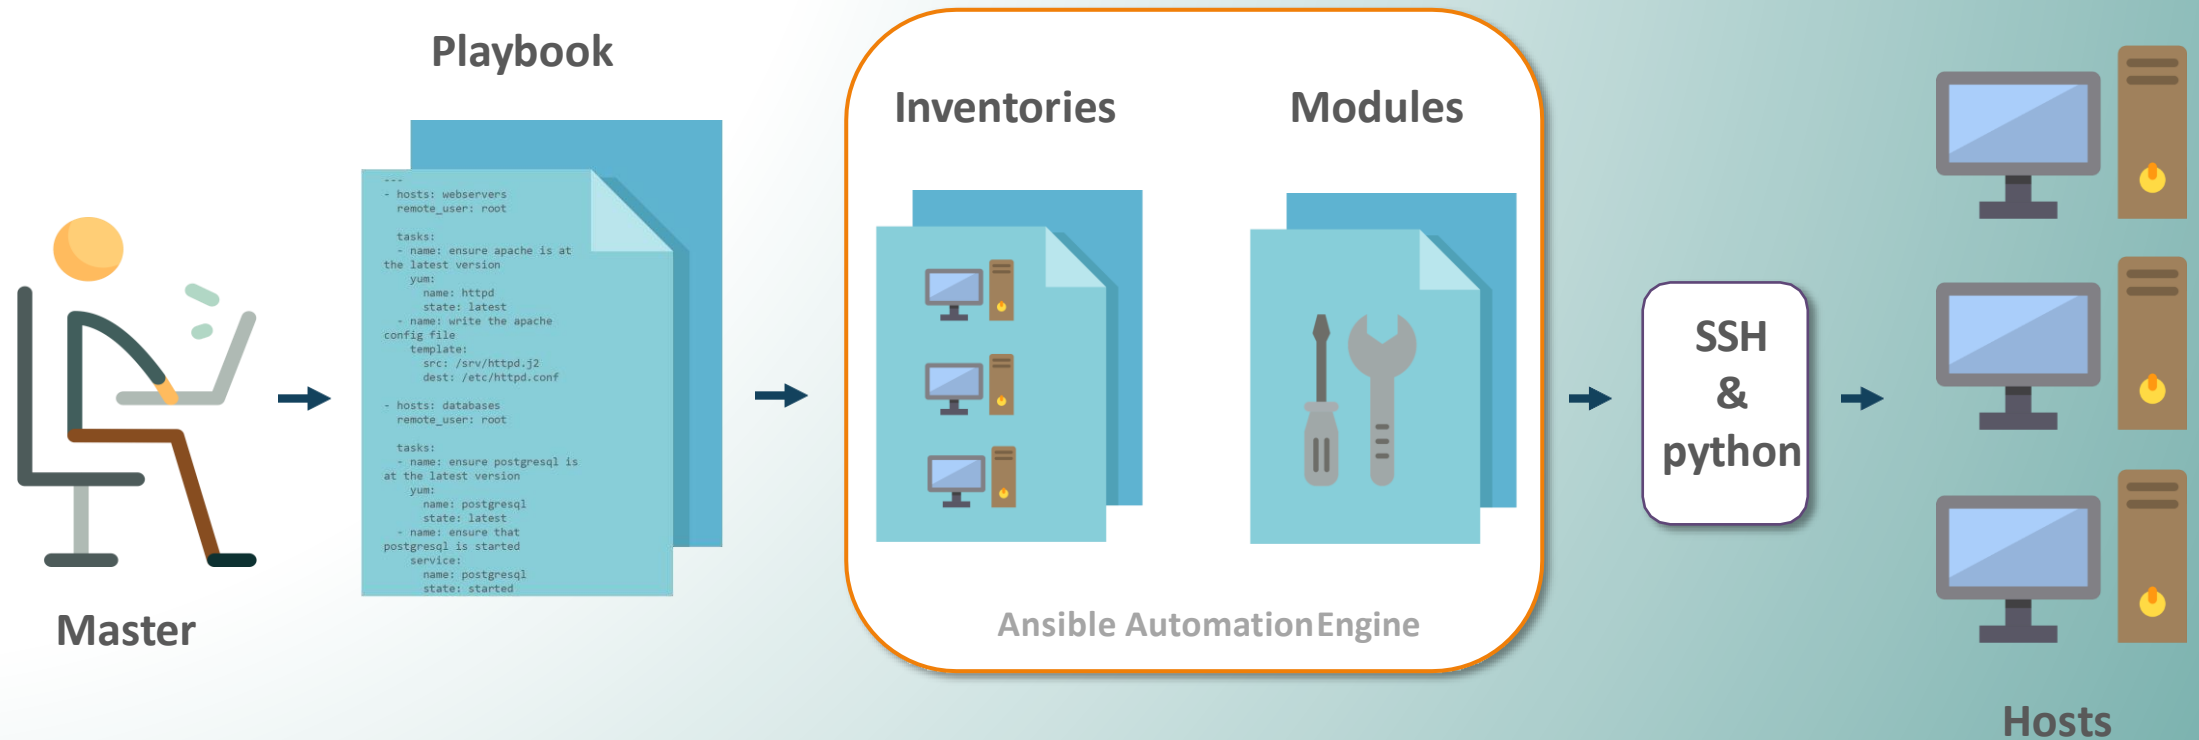 Playbook
---
- hosts: webservers
remote_user: root
tasks:
- name: ensure apache is at
the latest version
yum:
name: httpd
state: latest
- name: write the apache
config file
template:
src: /srv/httpd.j2
dest: /etc/httpd.conf
- hosts: databases
remote_user: root
tasks:
- name: ensure postgresql is
at the latest version
yum:
name: postgresql
state: latest
- name: ensure that
postgresql is started
service:
name: postgresql
state: started
Master
Inventories
Modules
Ansible Automation Engine
SSH
&
python
Hosts